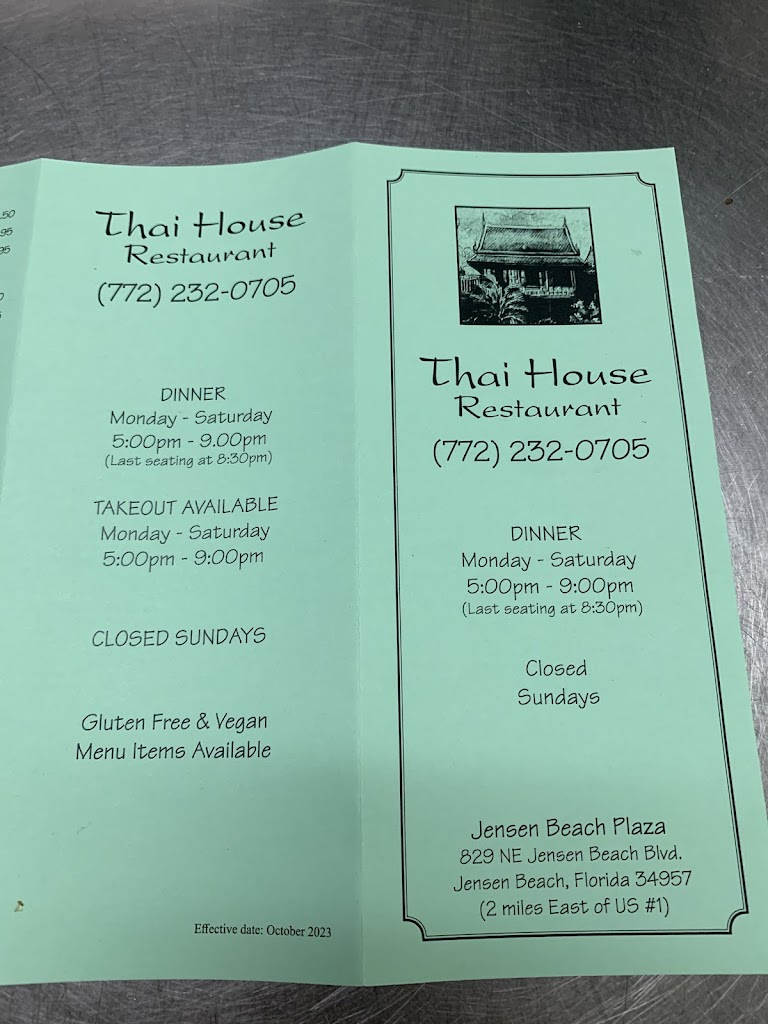 .50
.95
Thai House
Restaurant
(772) 232-0705
DINNER
Monday - Saturday
5:00pm - 9.00pm
(Last seating at 8:30pm)
TAKEOUT AVAILABLE
Monday - Saturday
5:00pm - 9:00pm
CLOSED SUNDAYS
Gluten Free & Vegan
Menu Items Available
Effective date: October 2023
Thai House
Restaurant
(772) 232-0705
DINNER
Monday - Saturday
5:00pm - 9:00pm
(Last seating at 8:30pm)
Closed
Sundays
Jensen Beach Plaza
829 NE Jensen Beach Blvd.
Jensen Beach, Florida 34957
(2 miles East of US #1)